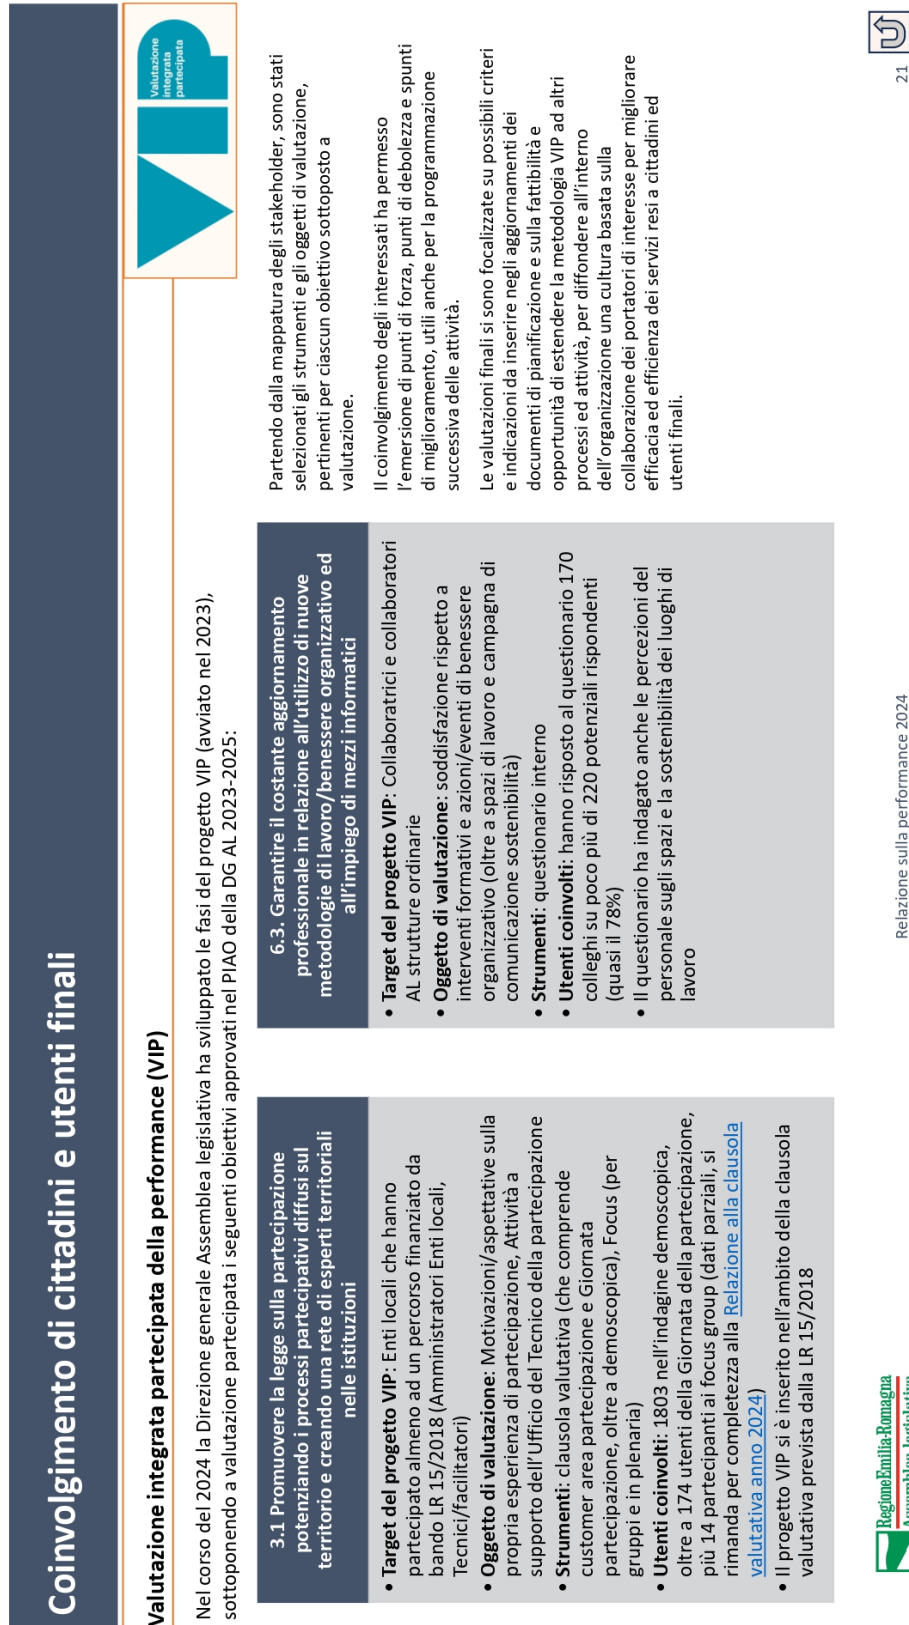 Coinvolgimento di cittadini e utenti finali
Valutazione integrata partecipata della performance (VIP)
Valutazione
integrata
partecipata
VIP
Nel corso del 2024 la Direzione generale Assemblea legislativa ha sviluppato le fasi del progetto VIP (avviato nel 2023),
sottoponendo a valutazione partecipata i seguenti obiettivi approvati nel PIAO della DG AL 2023-2025:
3.1 Promuovere la legge sulla partecipazione
potenziando i processi partecipativi diffusi sul
territorio e creando una rete di esperti territoriali
nelle istituzioni
• Target del progetto VIP: Enti locali che hanno
partecipato almeno ad un percorso finanziato da
bando LR 15/2018 (Amministratori Enti locali,
Tecnici/facilitatori)
• Oggetto di valutazione: Motivazioni/aspettative sulla
propria esperienza di partecipazione, Attività a
supporto dell'Ufficio del Tecnico della partecipazione
• Strumenti: clausola valutativa (che comprende
customer area partecipazione e Giornata
partecipazione, oltre a demoscopica), Focus (per
gruppi e in plenaria)
• Utenti coinvolti: 1803 nell'indagine demoscopica,
oltre a 174 utenti della Giornata della partecipazione,
più 14 partecipanti ai focus group (dati parziali, si
rimanda per completezza alla Relazione alla clausola
valutativa anno 2024)
• Il progetto VIP si è inserito nell'ambito della clausola
valutativa prevista dalla LR 15/2018
6.3. Garantire il costante aggiornamento
professionale in relazione all'utilizzo di nuove
metodologie di lavoro/benessere organizzativo ed
all'impiego di mezzi informatici
• Target del progetto VIP: Collaboratrici e collaboratori
AL strutture ordinarie
• Oggetto di valutazione: soddisfazione rispetto a
interventi formativi e azioni/eventi di benessere
organizzativo (oltre a spazi di lavoro e campagna di
comunicazione sostenibilità)
• Strumenti: questionario interno
• Utenti coinvolti: hanno risposto al questionario 170
colleghi su poco più di 220 potenziali rispondenti
(quasi il 78%)
• Il questionario ha indagato anche le percezioni del
personale sugli spazi e la sostenibilità dei luoghi di
lavoro
Partendo dalla mappatura degli stakeholder, sono stati
selezionati gli strumenti e gli oggetti di valutazione,
pertinenti per ciascun obiettivo sottoposto a
valutazione.
Il coinvolgimento degli interessati ha permesso
l'emersione di punti di forza, punti di debolezza e spunti
di miglioramento, utili anche per la programmazione
successiva delle attività.
Le valutazioni finali si sono focalizzate su possibili criteri
e indicazioni da inserire negli aggiornamenti dei
documenti di pianificazione e sulla fattibilità e
opportunità di estendere la metodologia VIP ad altri
processi ed attività, per diffondere all'interno
dell'organizzazione una cultura basata sulla
collaborazione dei portatori di interesse per migliorare
efficacia ed efficienza dei servizi resi a cittadini ed
utenti finali.
RegioneEmilia-Romagna
Assemblea legislativa
Relazione sulla performance 2024
21